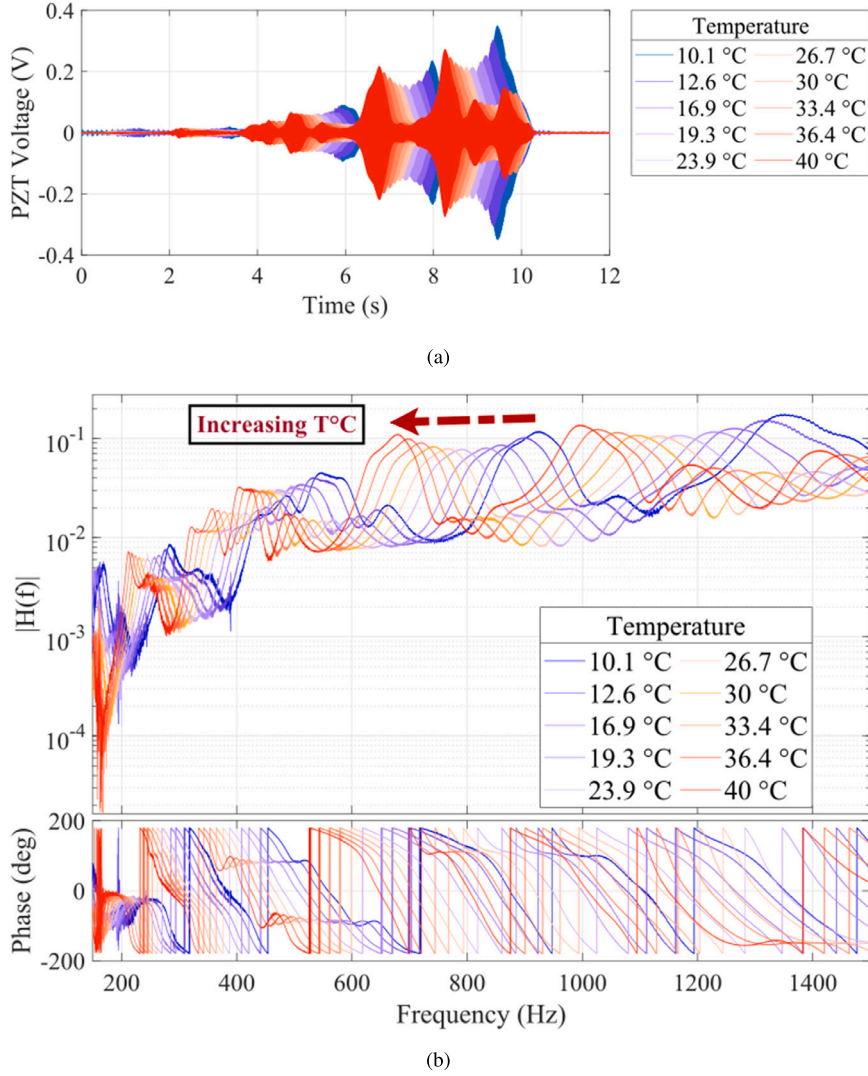 0.4
0.2
0
-0.2
-0.4
PZT Voltage (V)
0 2 4 6 8 10 12
Time (s)
Temperature
10.1 °C 26.7 °C
12.6 °C 30 °C
16.9 °C 33.4 °C
19.3 °C 36.4 °C
23.9 °C 40 °C
(a)
Increasing T°C
10⁻¹
10⁻²
10⁻³
10⁻⁴
|H(f)|
Temperature
10.1 °C 26.7 °C
12.6 °C 30 °C
16.9 °C 33.4 °C
19.3 °C 36.4 °C
23.9 °C 40 °C
200
0
-200
Phase (deg)
200 400 600 800 1000 1200 1400
Frequency (Hz)
(b)